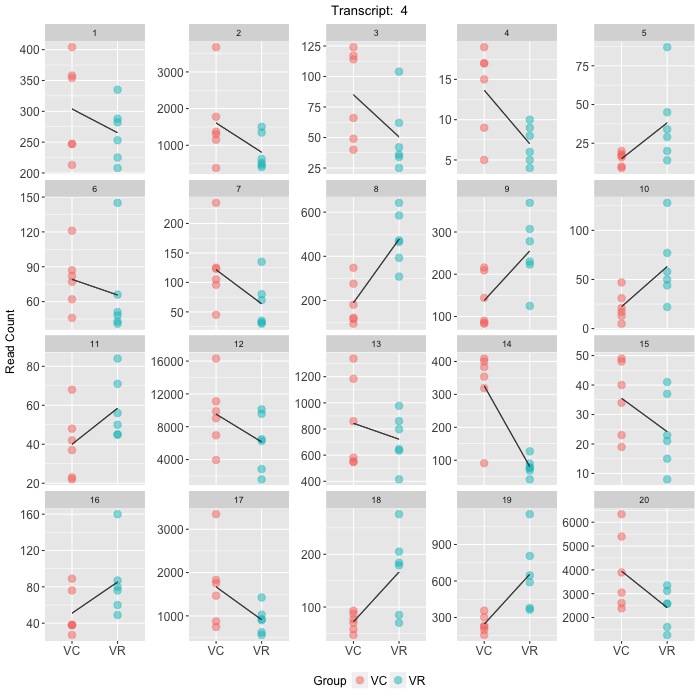 Transcript: 4
1 2 3 4 5
400 3000 125 15 75
350 100
300 2000 75 10 50
250 1000 50 25
200 25 5
6 7 8 9 10
150 200 600 300 100
120 150 400 200 50
90 100 200 100 0
60 50
Read Count
11 12 13 14 15
80 16000 1200 400 50
60 12000 1000 300 40
40 8000 800 200 30
20 4000 600 100 20
400 10
16 17 18 19 20
160 3000 200 900 6000
120 2000 100 600 5000
80 1000 300 4000
40 3000
2000
VC VR VC VR VC VR VC VR VC VR
Group VC VR